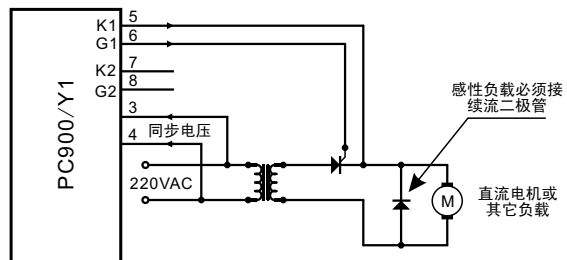 PC900/Y1
K1
5
G1
6
K2
7
G2
8
3
同步电压
4
220VAC
感性负载必须接
续流二极管
M
直流电机或
其它负载